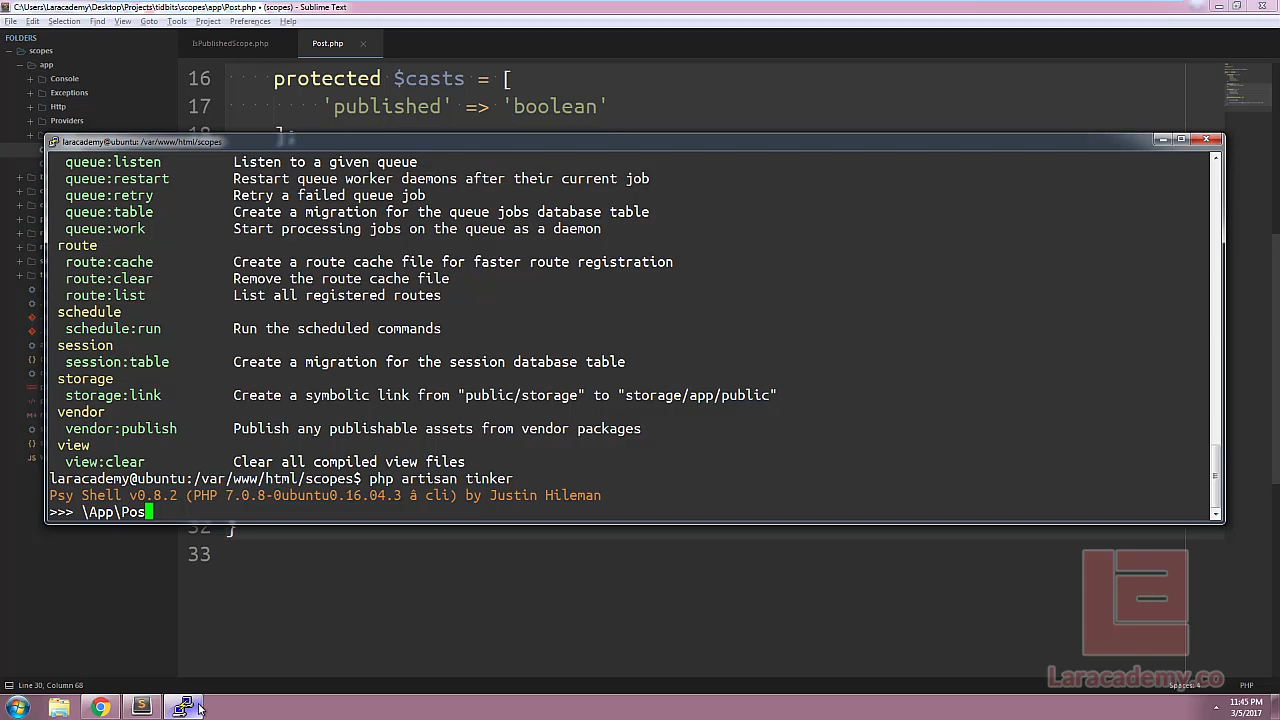 C:\Users\Laracademy\Desktop\Projects\tidbits\scopes\app\Post.php • (scopes) - Sublime Text
File Edit Selection Find View Goto Tools Project Preferences Help
FOLDERS
scopes
app
Console
Exceptions
Http
Providers
IsPublishedScope.php
Post.php
16 protected $casts = [
17 'published' => 'boolean'
laracademy@ubuntu: /var/www/html/scopes
queue:listen Listen to a given queue
queue:restart Restart queue worker daemons after their current job
queue:retry Retry a failed queue job
queue:table Create a migration for the queue jobs database table
queue:work Start processing jobs on the queue as a daemon
route
route:cache Create a route cache file for faster route registration
route:clear Remove the route cache file
route:list List all registered routes
schedule
schedule:run Run the scheduled commands
session
session:table Create a migration for the session database table
storage
storage:link Create a symbolic link from "public/storage" to "storage/app/public"
vendor
vendor:publish Publish any publishable assets from vendor packages
view
view:clear Clear all compiled view files
laracademy@ubuntu:/var/www/html/scopes$ php artisan tinker
Psy Shell v0.8.2 (PHP 7.0.8-0ubuntu0.16.04.3 â cli) by Justin Hileman
>>> \App\Pos
32 }
33
Laracademy.co
Line 30, Column 68
Spaces: 4
PHP
11:45 PM
3/5/2017